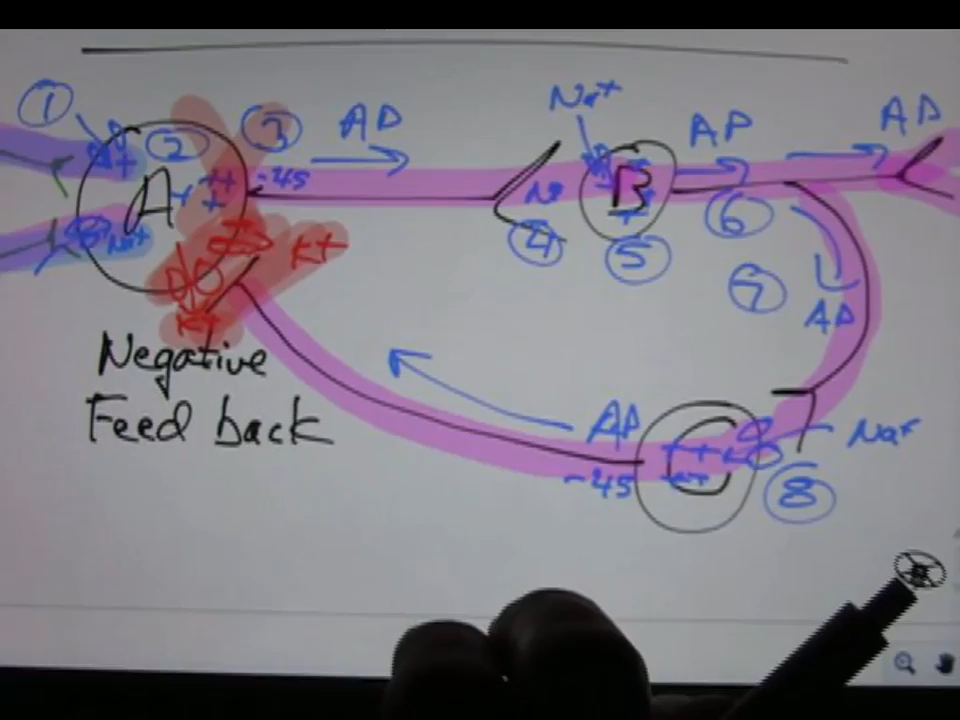 Na+
1
2
3
AP
AP
AP
A
++
+
+
+
-45
B
Na+
K+
4
5
6
K+
7
AP
Negative
Feed back
AP
C
++
Na+
-45
8